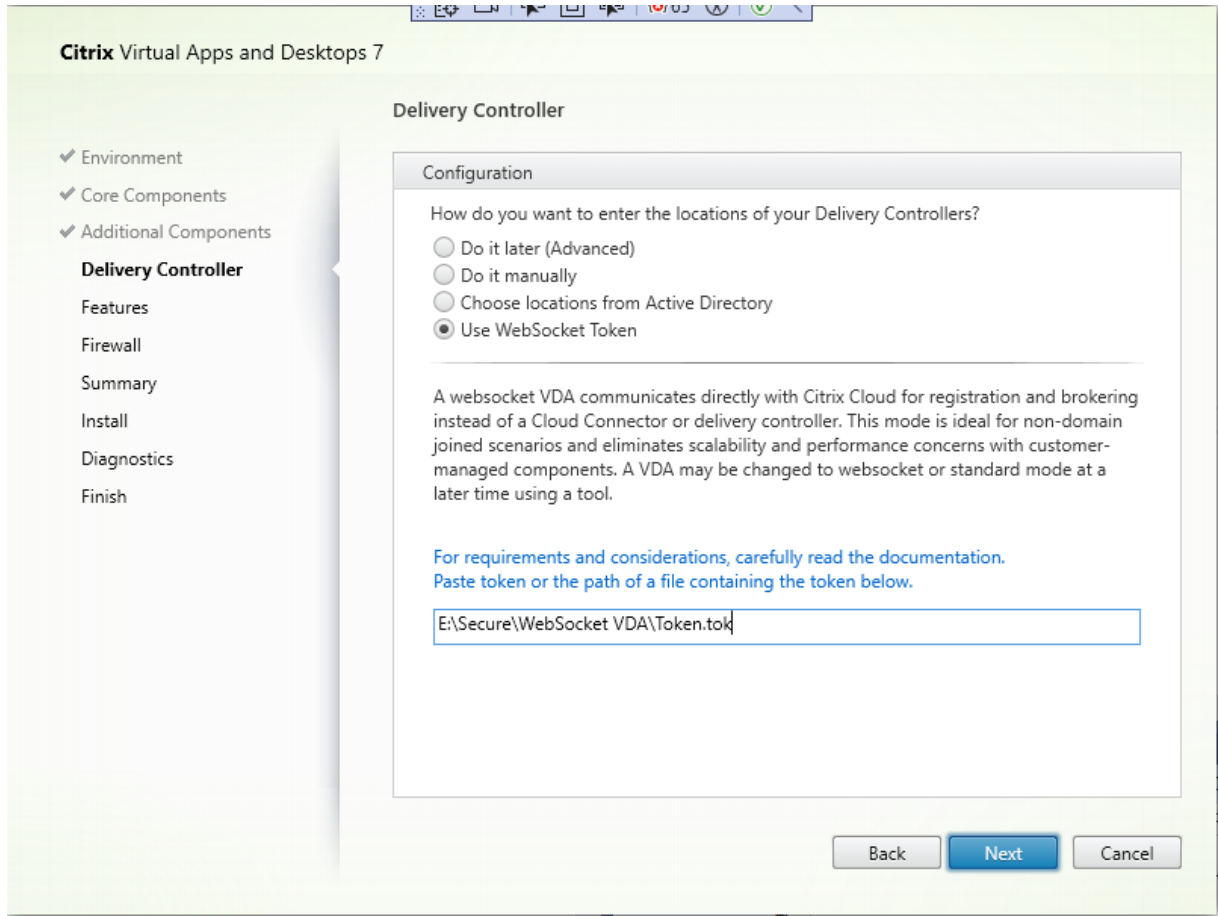 Citrix Virtual Apps and Desktops 7
Delivery Controller
Environment
Core Components
Additional Components
Delivery Controller
Features
Firewall
Summary
Install
Diagnostics
Finish
Configuration
How do you want to enter the locations of your Delivery Controllers?
Do it later (Advanced)
Do it manually
Choose locations from Active Directory
Use WebSocket Token
A websocket VDA communicates directly with Citrix Cloud for registration and brokering
instead of a Cloud Connector or delivery controller. This mode is ideal for non-domain
joined scenarios and eliminates scalability and performance concerns with customer-
managed components. A VDA may be changed to websocket or standard mode at a
later time using a tool.
For requirements and considerations, carefully read the documentation.
Paste token or the path of a file containing the token below.
E:\Secure\WebSocket VDA\Token.tok
Back
Next
Cancel